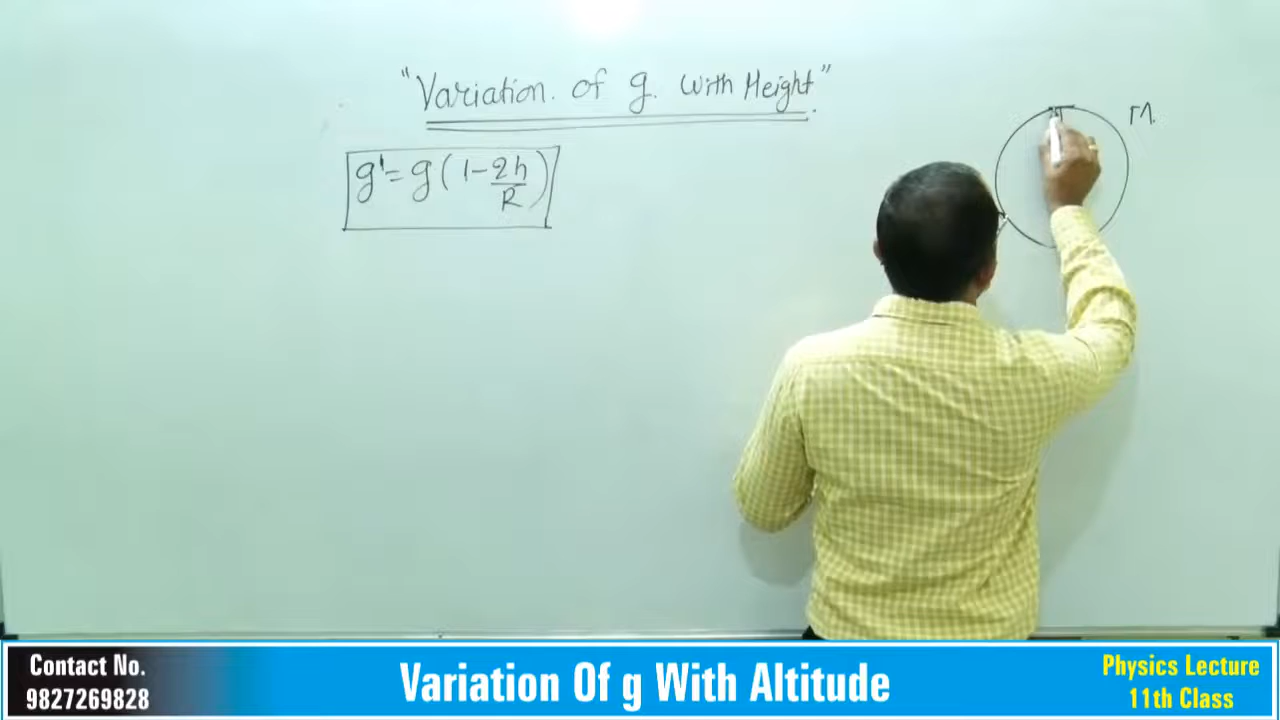 "Variation. of g. with Height".
g' = g ( 1 - 2h/R )
M.
Contact No.
9827269828
Variation Of g With Altitude
Physics Lecture
11th Class